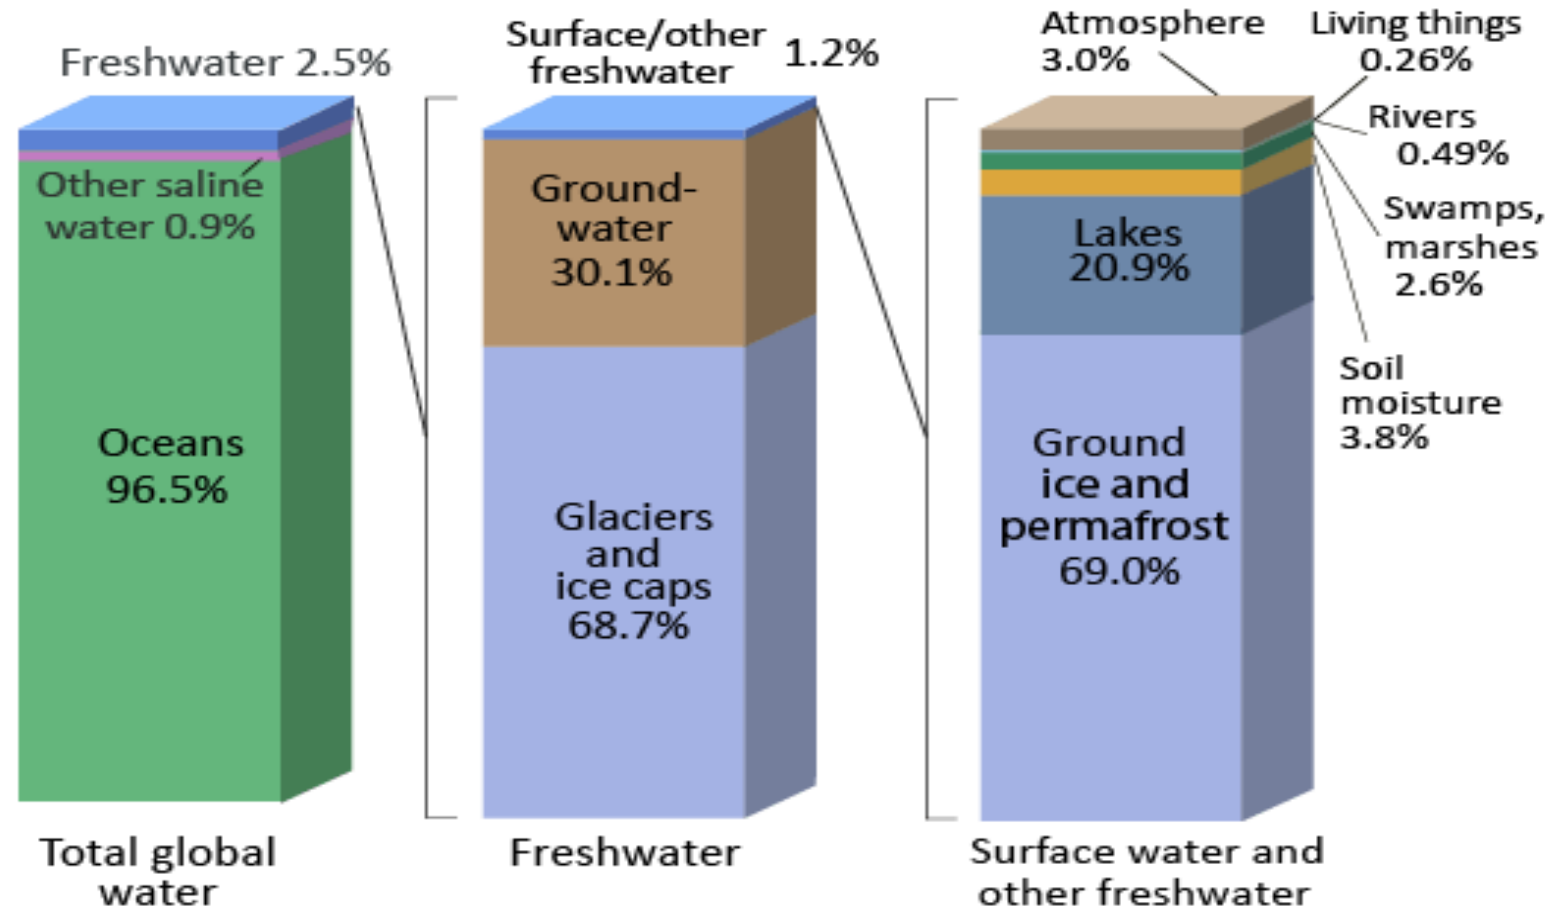 Freshwater 2.5%
Other saline
water 0.9%
Oceans
96.5%
Total global
water
Surface/other
freshwater
1.2%
Ground-
water
30.1%
Glaciers
and
ice caps
68.7%
Freshwater
Atmosphere
3.0%
Living things
0.26%
Rivers
0.49%
Swamps,
marshes
2.6%
Soil
moisture
3.8%
Lakes
20.9%
Ground
ice and
permafrost
69.0%
Surface water and
other freshwater